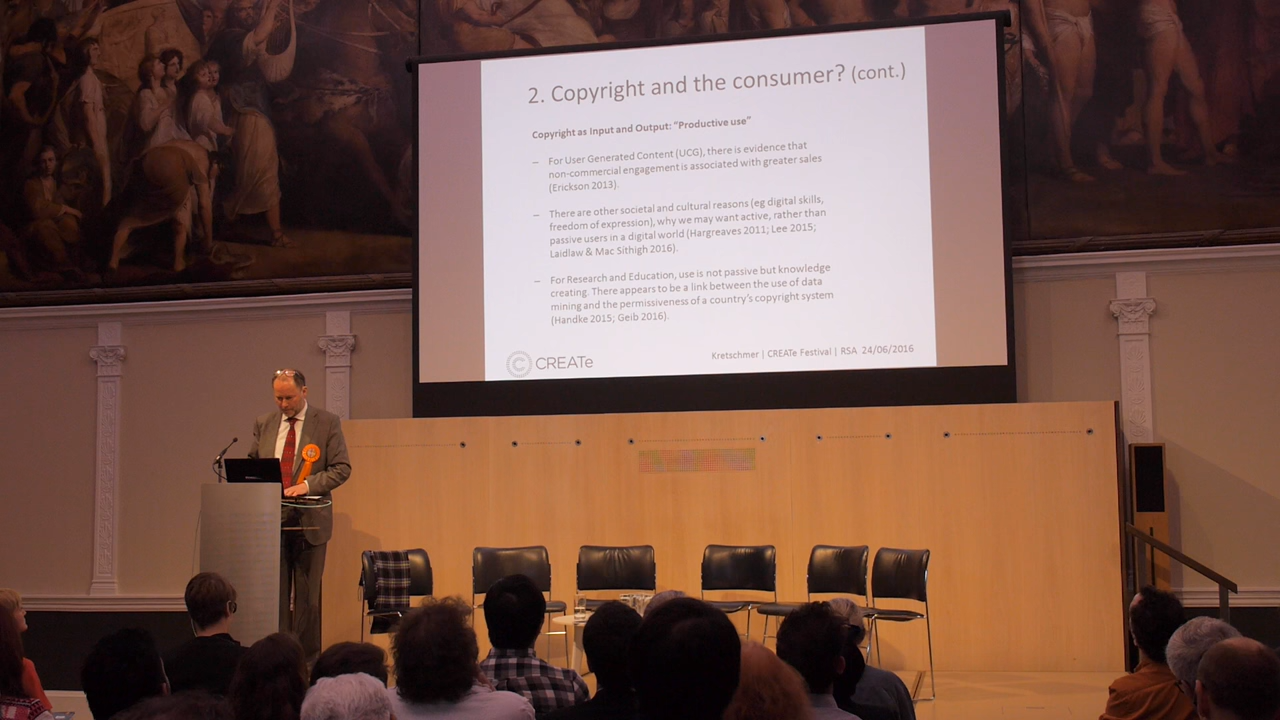 2. Copyright and the consumer? (cont.)
Copyright as Input and Output: “Productive use”
– For User Generated Content (UCG), there is evidence that
non-commercial engagement is associated with greater sales
(Erickson 2013).
– There are other societal and cultural reasons (eg digital skills,
freedom of expression), why we may want active, rather than
passive users in a digital world (Hargreaves 2011; Lee 2015;
Laidlaw & Mac Síthigh 2016).
– For Research and Education, use is not passive but knowledge
creating. There appears to be a link between the use of data
mining and the permissiveness of a country’s copyright system
(Handke 2015; Geib 2016).
© CREATe
Kretschmer | CREATe Festival | RSA 24/06/2016